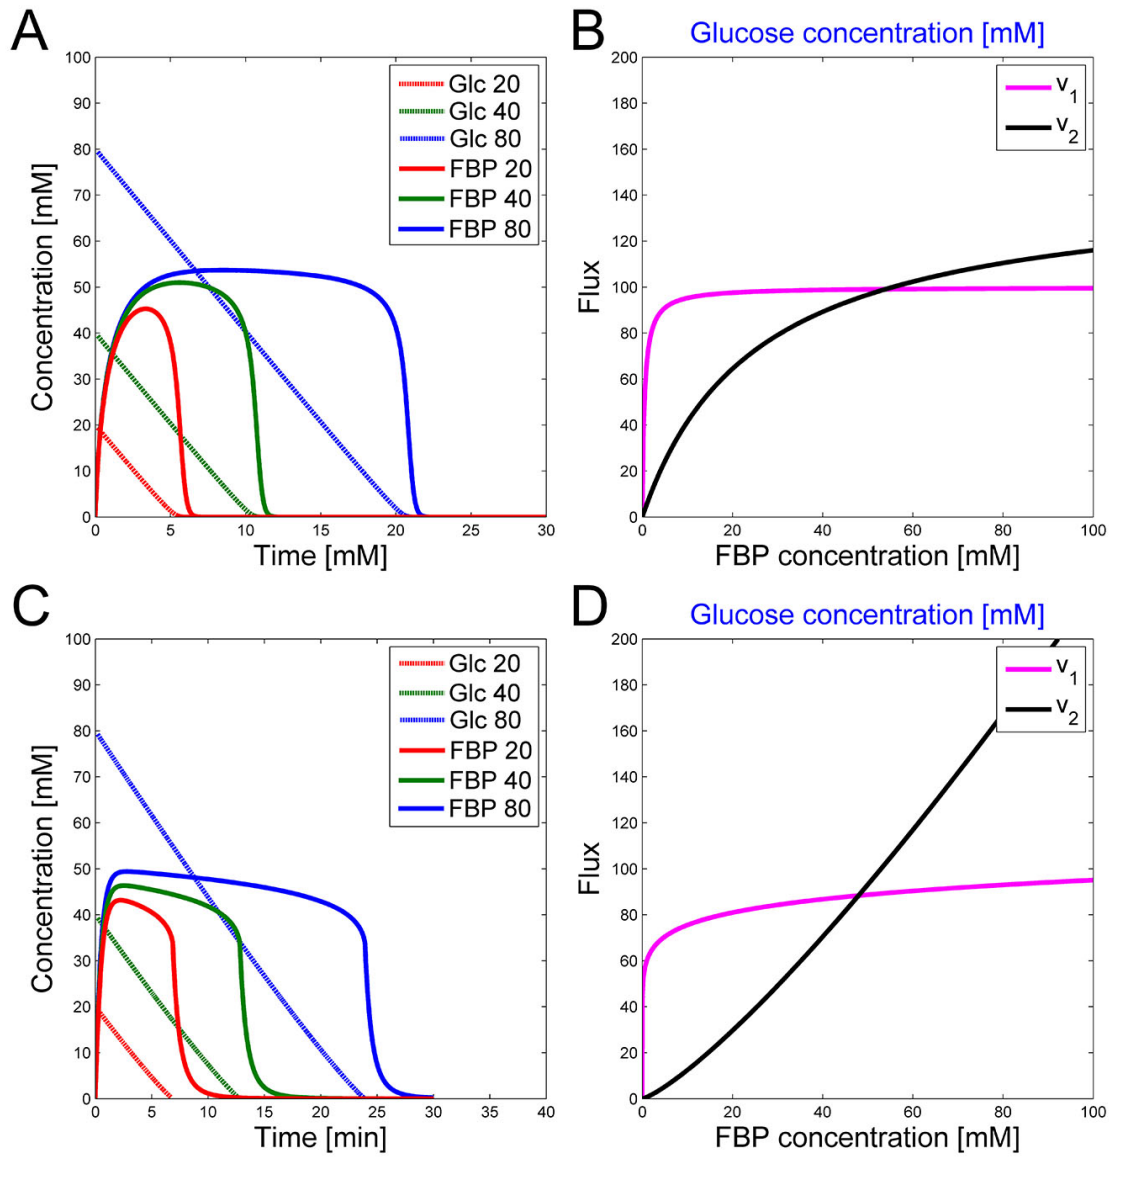 A
100
90
80
70
60
50
40
30
20
10
0
Concentration [mM]
0 5 10 15 20 25 30
Time [mM]
Glc 20
Glc 40
Glc 80
FBP 20
FBP 40
FBP 80
B
Glucose concentration [mM]
200
180
160
140
120
100
80
60
40
20
0
Flux
0 20 40 60 80 100
FBP concentration [mM]
v1
v2
C
100
90
80
70
60
50
40
30
20
10
0
Concentration [mM]
0 5 10 15 20 25 30 35 40
Time [min]
Glc 20
Glc 40
Glc 80
FBP 20
FBP 40
FBP 80
D
Glucose concentration [mM]
200
180
160
140
120
100
80
60
40
20
0
Flux
0 20 40 60 80 100
FBP concentration [mM]
v1
v2